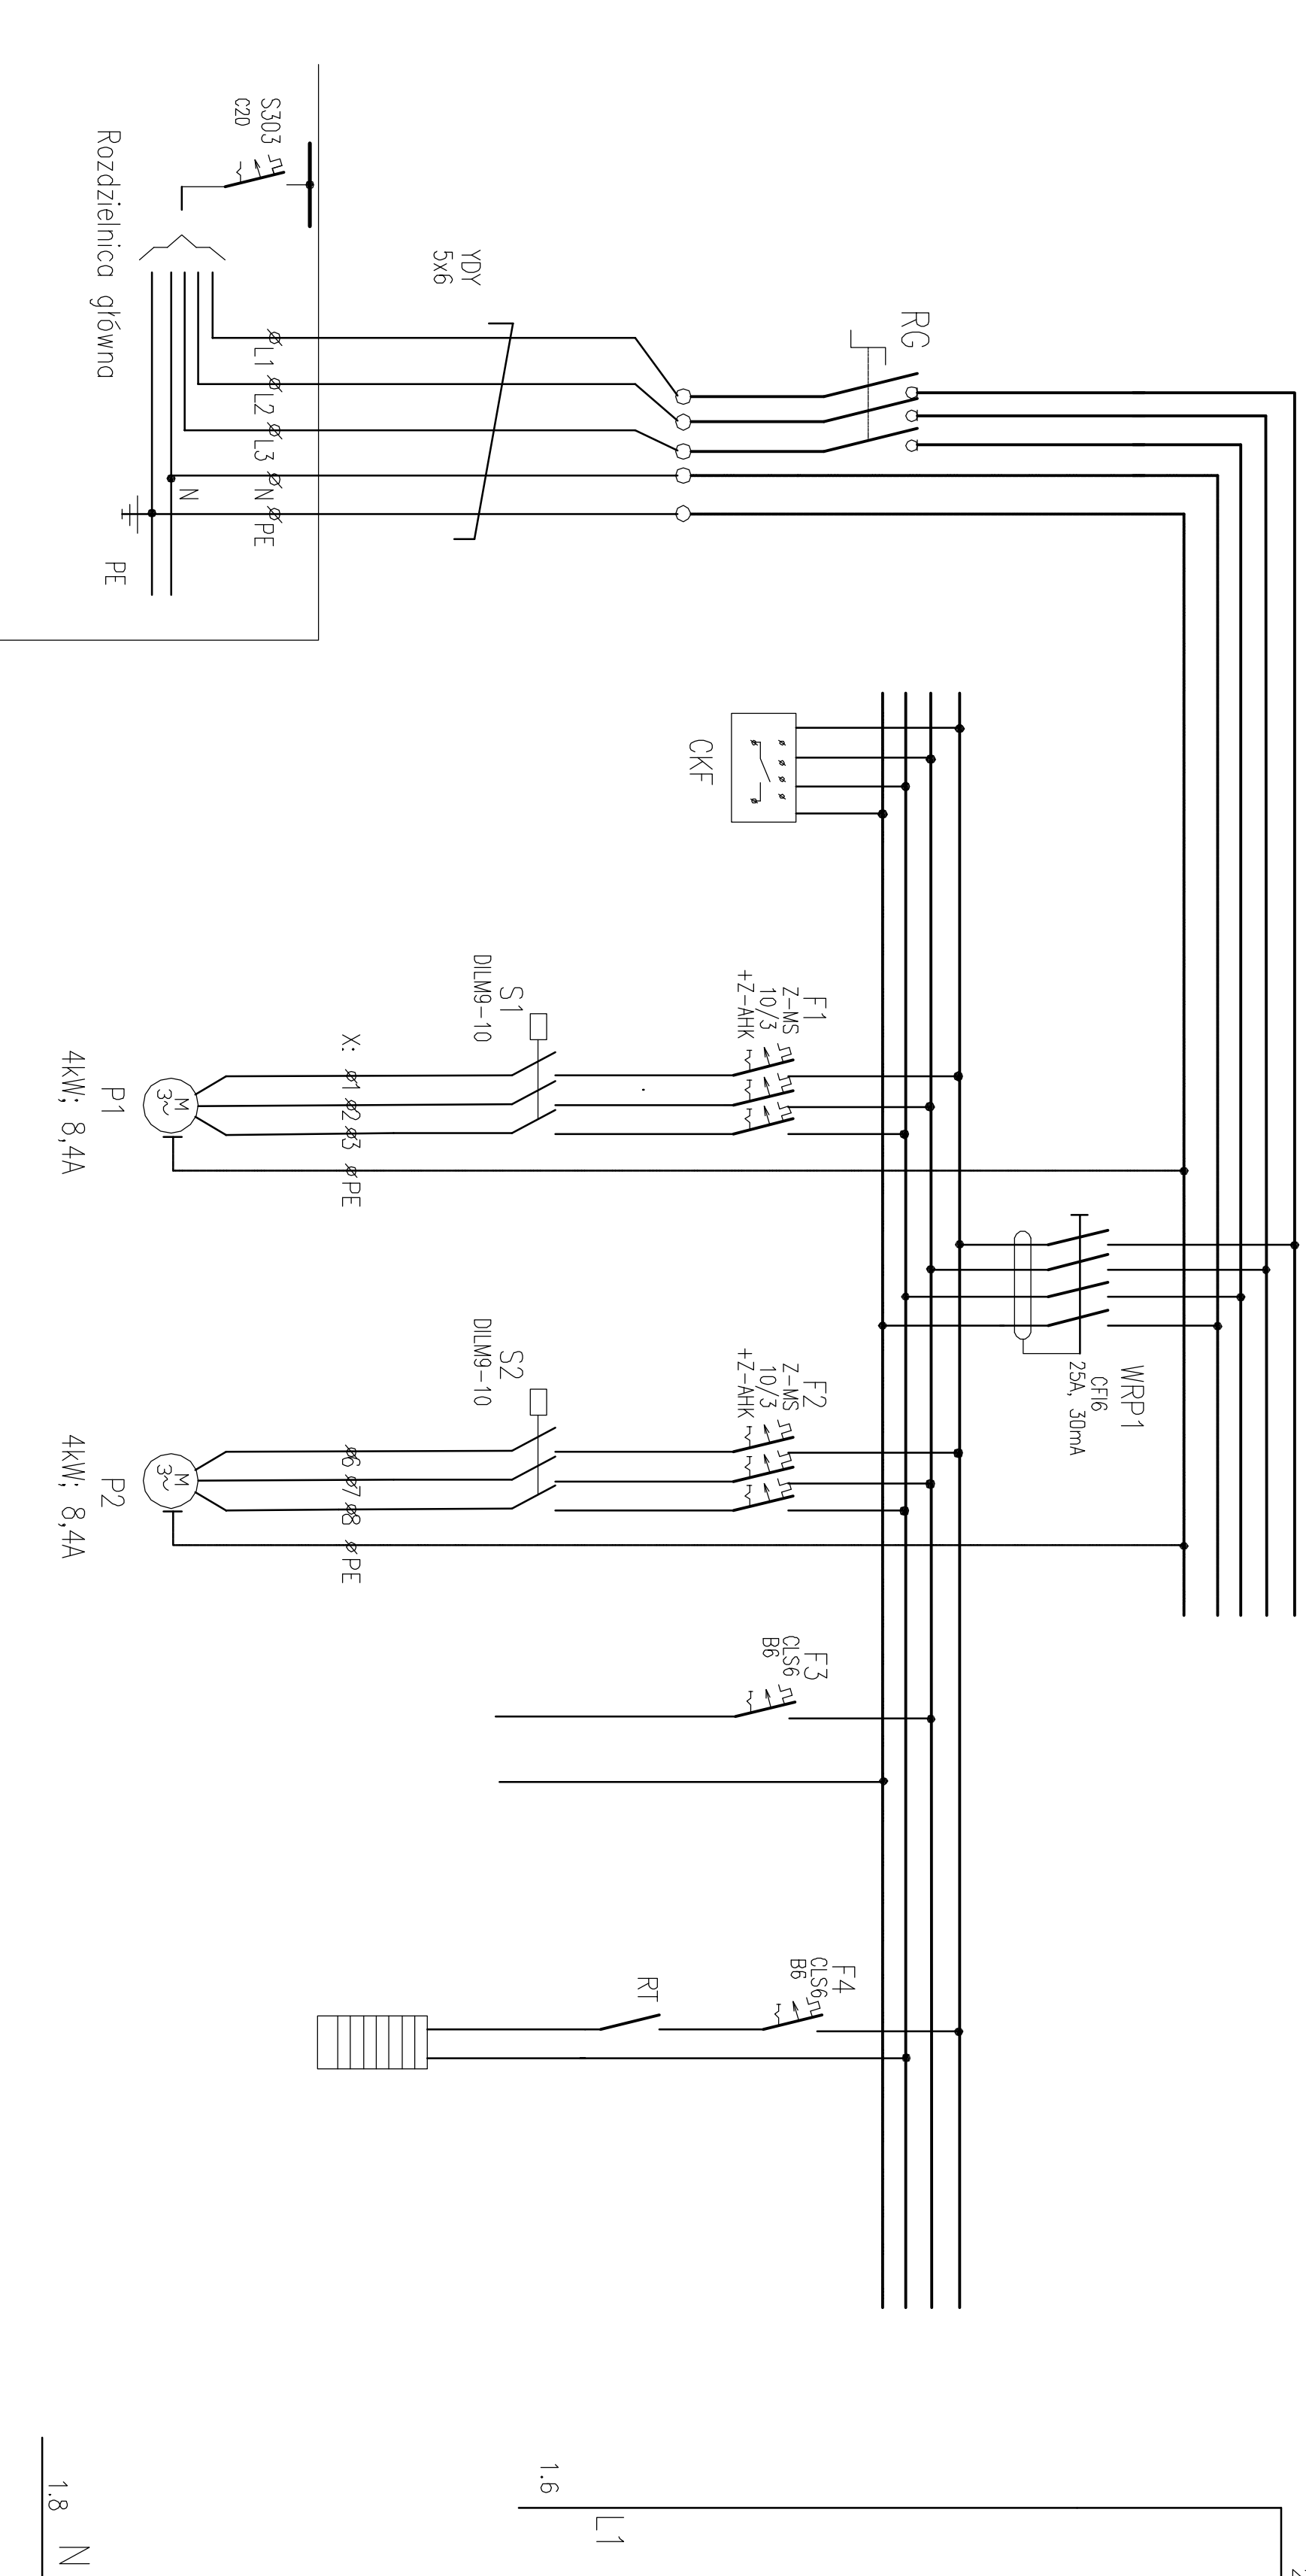 S303
C20
Rozdzielnica główna
L1
L2
L3
N
PE
N
PE
YDY
5x6
RG
CKF
F1
Z-MS
10/3
+Z-AHK
S1
DILM9-10
X:
1
2
3
PE
M
3~
P1
4kW; 8,4A
WRP1
CFI6
25A, 30mA
F2
Z-MS
10/3
+Z-AHK
S2
DILM9-10
6
7
8
PE
M
3~
P2
4kW; 8,4A
F3
CLS6
B6
F4
CLS6
B6
RT
1.6
L1
1.8
N